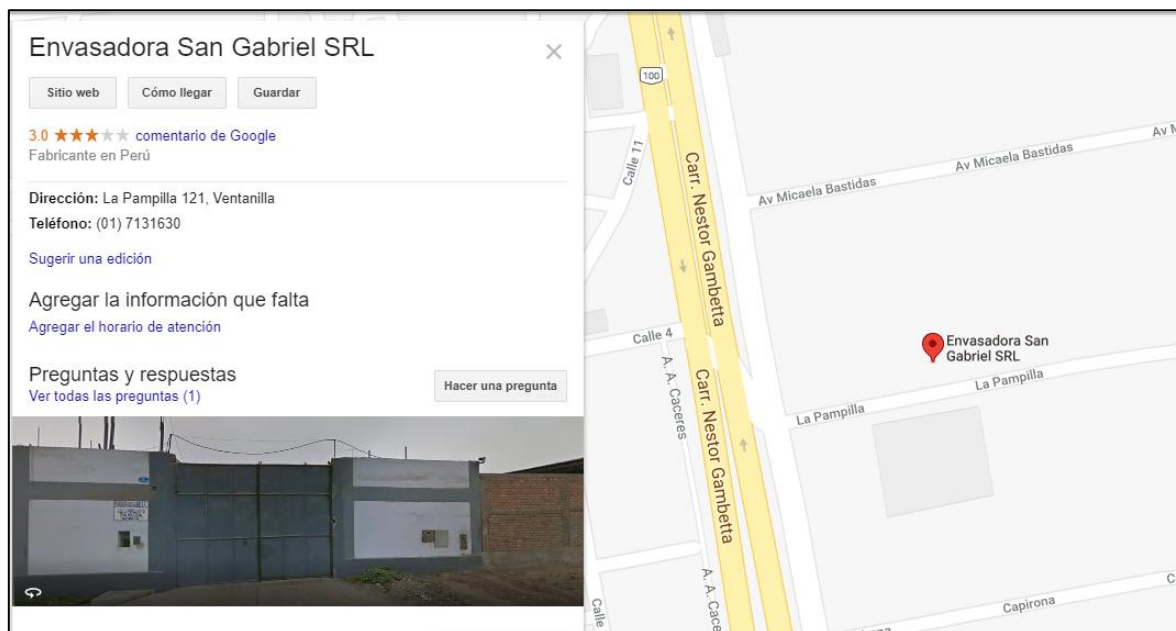 Envasadora San Gabriel SRL
Sitio web
Cómo llegar
Guardar
3.0 comentario de Google
Fabricante en Perú
Dirección: La Pampilla 121, Ventanilla
Teléfono: (01) 7131630
Sugerir una edición
Agregar la información que falta
Agregar el horario de atención
Preguntas y respuestas
Ver todas las preguntas (1)
Hacer una pregunta
100
Calle 11
Carr. Nestor Gambetta
Av Micaela Bastidas
Av Micaela Bastidas
Calle 4
A. A. Caceres
Carr. Nestor Gambetta
Envasadora San
Gabriel SRL
La Pampilla
La Pampilla
Capirona
Calle